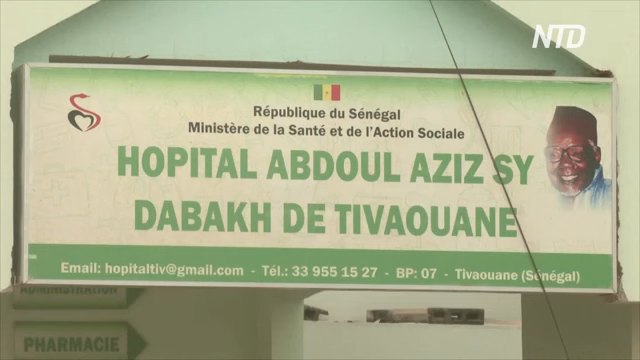 NTD
République du Sénégal
Ministère de la Santé et de l'Action Sociale
HOPITAL ABDOUL AZIZ SY
DABAKH DE TIVAOUANE
Email: hopitaltiv@gmail.com - Tél.: 33 955 15 27 - BP: 07 - Tivaouane (Sénégal)
ADMINISTRATION
PHARMACIE